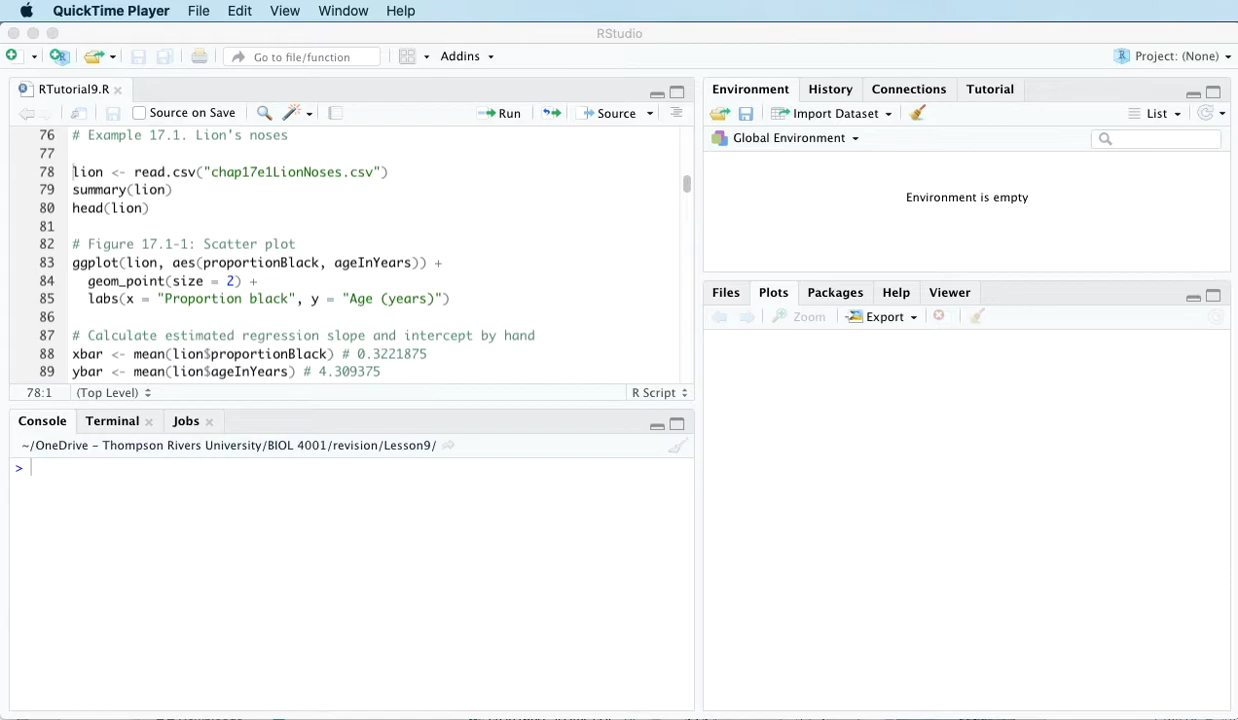 QuickTime Player File Edit View Window Help
RStudio
Go to file/function Addins Project: (None)
RTutorial9.R
Source on Save Run Source
76 # Example 17.1. Lion's noses
77
78 lion <- read.csv("chap17e1LionNoses.csv")
79 summary(lion)
80 head(lion)
81
82 # Figure 17.1-1: Scatter plot
83 ggplot(lion, aes(proportionBlack, ageInYears)) +
84 geom_point(size = 2) +
85 labs(x = "Proportion black", y = "Age (years)")
86
87 # Calculate estimated regression slope and intercept by hand
88 xbar <- mean(lion$proportionBlack) # 0.3221875
89 ybar <- mean(lion$ageInYears) # 4.309375
78:1 (Top Level) R Script
Console Terminal Jobs
~/OneDrive - Thompson Rivers University/BIOL 4001/revision/Lesson9/
>
Environment History Connections Tutorial
Import Dataset List
Global Environment
Environment is empty
Files Plots Packages Help Viewer
Zoom Export